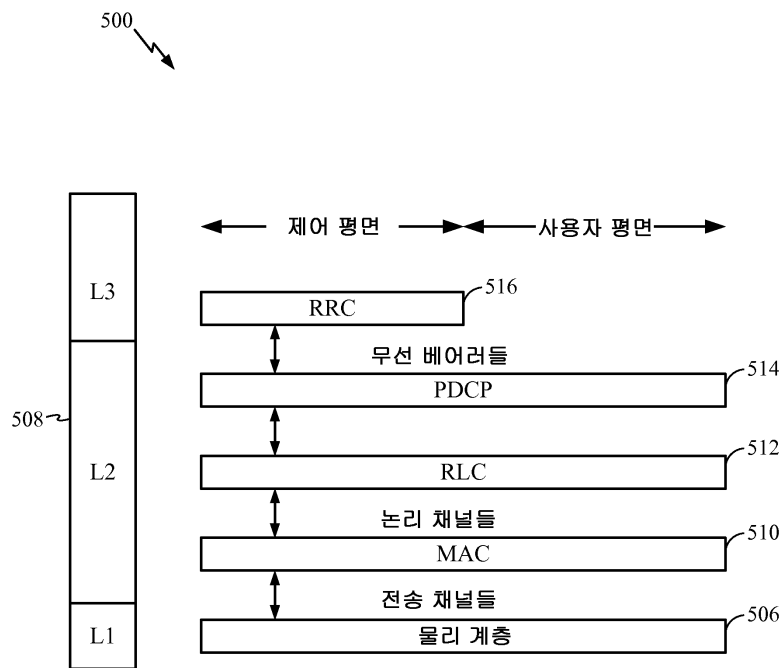 500
제어 평면
사용자 평면
L3
RRC
516
무선 베어러들
PDCP
514
508
L2
RLC
512
논리 채널들
MAC
510
전송 채널들
L1
물리 계층
506